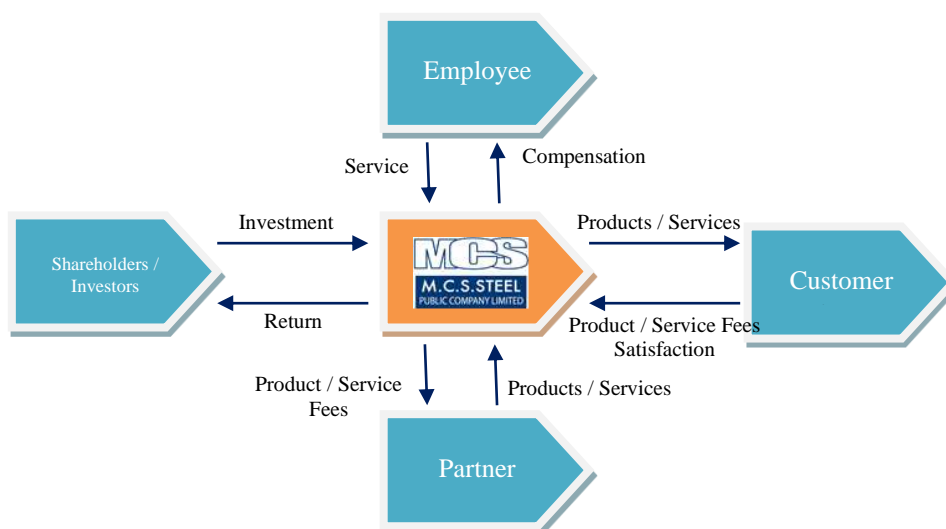 Employee
Service
Compensation
Investment
Products / Services
Shareholders /
Investors
MCS
M.C.S.STEEL
PUBLIC COMPANY LIMITED
Customer
Return
Product / Service Fees
Satisfaction
Product / Service
Fees
Products / Services
Partner